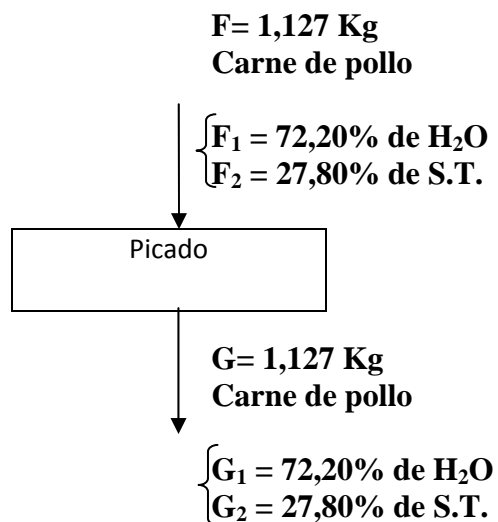 F= 1,127 Kg
Carne de pollo
F₁ = 72,20% de H₂O
F₂ = 27,80% de S.T.
Picado
G= 1,127 Kg
Carne de pollo
G₁ = 72,20% de H₂O
G₂ = 27,80% de S.T.